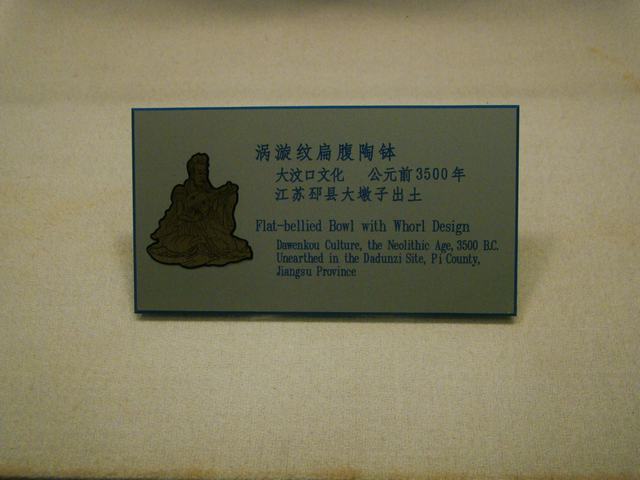 涡漩纹扁腹陶钵
大汶口文化 公元前3500年
江苏邳县大墩子出土
Flat-bellied Bowl with Whorl Design
Dawenkou Culture, the Neolithic Age, 3500 B.C.
Unearthed in the Dadunzi Site, Pi County,
Jiangsu Province